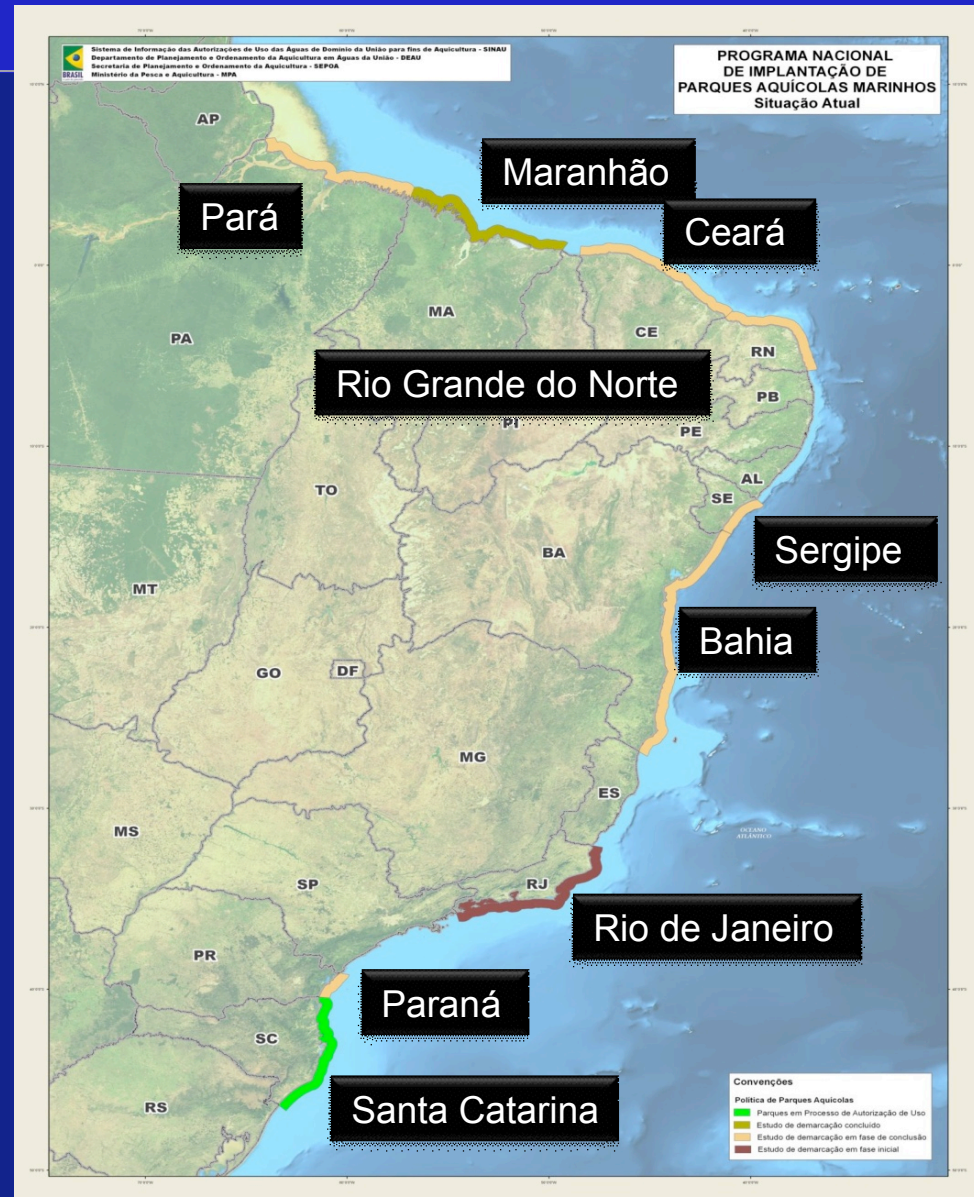 BRASIL
Sistema de Informação das Autorizações de Uso das Águas de Domínio da União para fins de Aquicultura - SINAU
Departamento de Planejamento e Ordenamento da Aquicultura em Águas da União - DEAU
Secretaria de Planejamento e Ordenamento da Aquicultura - SEPOA
Ministério da Pesca e Aquicultura - MPA
PROGRAMA NACIONAL
DE IMPLANTAÇÃO DE
PARQUES AQUÍCOLAS MARINHOS
Situação Atual
AP
Maranhão
Pará
Ceará
MA
CE
PA
RN
Rio Grande do Norte
PB
PI
PE
AL
TO
SE
BA
Sergipe
MT
Bahia
GO
DF
MG
ES
MS
OCEANO
ATLÂNTICO
SP
RJ
Rio de Janeiro
PR
Paraná
SC
RS
Santa Catarina
Convenções
Política de Parques Aquícolas
Parques em Processo de Autorização de Uso
Estudo de demarcação concluído
Estudo de demarcação em fase de conclusão
Estudo de demarcação em fase inicial